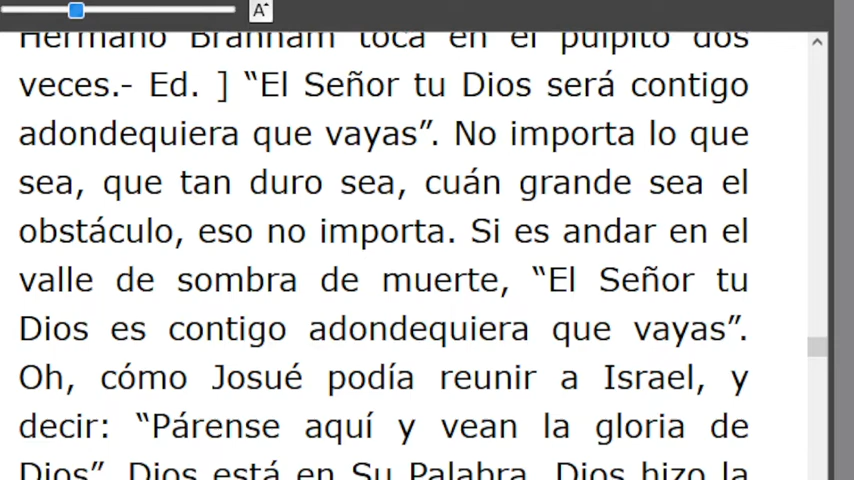 A
Hermano Branham toca en el púlpito dos
veces.- Ed. ] “El Señor tu Dios será contigo
adondequiera que vayas”. No importa lo que
sea, que tan duro sea, cuán grande sea el
obstáculo, eso no importa. Si es andar en el
valle de sombra de muerte, “El Señor tu
Dios es contigo adondequiera que vayas”.
Oh, cómo Josué podía reunir a Israel, y
decir: “Párense aquí y vean la gloria de
Dios”. Dios está en Su Palabra. Dios hizo la